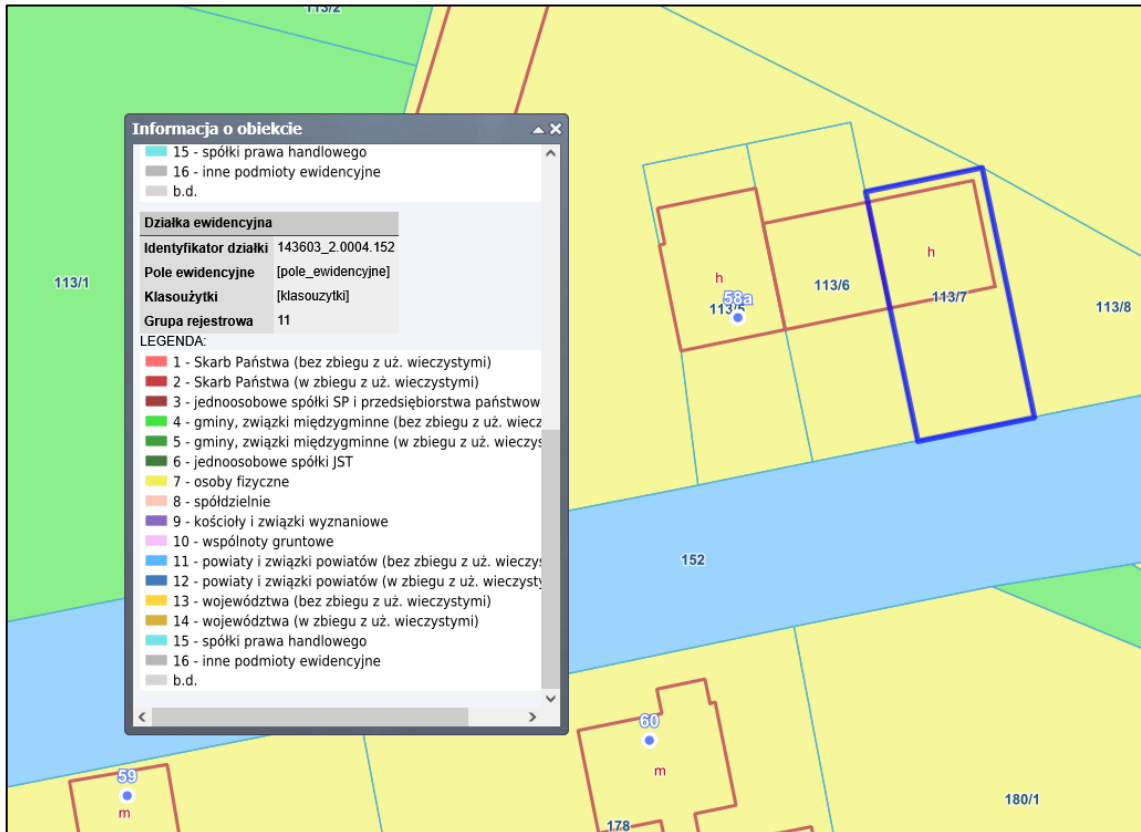 113/2
Informacja o obiekcie
15 - spółki prawa handlowego
16 - inne podmioty ewidencyjne
b.d.
Działka ewidencyjna
Identyfikator działki 143603_2.0004.152
Pole ewidencyjne [pole_ewidencyjne]
Klasoużytki [klasouzytki]
Grupa rejestrowa 11
LEGENDA:
1 - Skarb Państwa (bez zbiegu z uż. wieczystymi)
2 - Skarb Państwa (w zbiegu z uż. wieczystymi)
3 - jednoosobowe spółki SP i przedsiębiorstwa państwow
4 - gminy, związki międzygminne (bez zbiegu z uż. wiecz
5 - gminy, związki międzygminne (w zbiegu z uż. wieczys
6 - jednoosobowe spółki JST
7 - osoby fizyczne
8 - spółdzielnie
9 - kościoły i związki wyznaniowe
10 - wspólnoty gruntowe
11 - powiaty i związki powiatów (bez zbiegu z uż. wieczys
12 - powiaty i związki powiatów (w zbiegu z uż. wieczysty
13 - województwa (bez zbiegu z uż. wieczystymi)
14 - województwa (w zbiegu z uż. wieczystymi)
15 - spółki prawa handlowego
16 - inne podmioty ewidencyjne
b.d.
113/1
h
h
58a
113/5
113/6
113/7
113/8
152
60
m
59
m
178
180/1